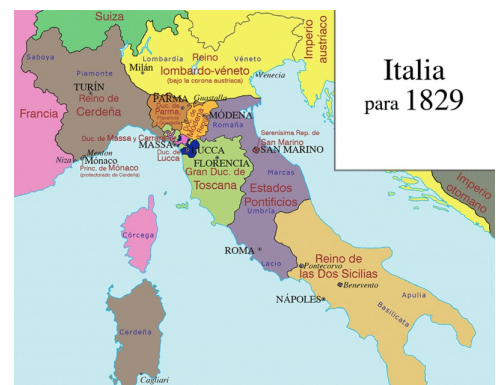 Suiza
Imperio
austríaco
Saboya
Lombardía
Reino
Véneto
lombardo-véneto
(bajo la corona austriaca)
Milán
Venecia
Piamonte
TURÍN
Reino de
Cerdeña
Francia
PARMA
Guastalla
Duc. de
Parma,
MÓDENA
Romaña
Duc. de Massa y Carrara
MASSA
Serenísima Rep. de
San Marino
SAN MARINO
Niza
Menton
Mónaco
Princ. de Mónaco
(protectorado de Cerdeña)
Duc. de
Lucca
LUCCA
FLORENCIA
Gran Duc. de
Toscana
Marcas
Estados
Pontificios
Umbría
Córcega
ROMA
Lacio
Reino de
las Dos Sicilias
Pontecorvo
Benevento
NÁPOLES
Apulia
Basilicata
Cerdeña
Cagliari
Imperio
otomano
Italia
para 1829